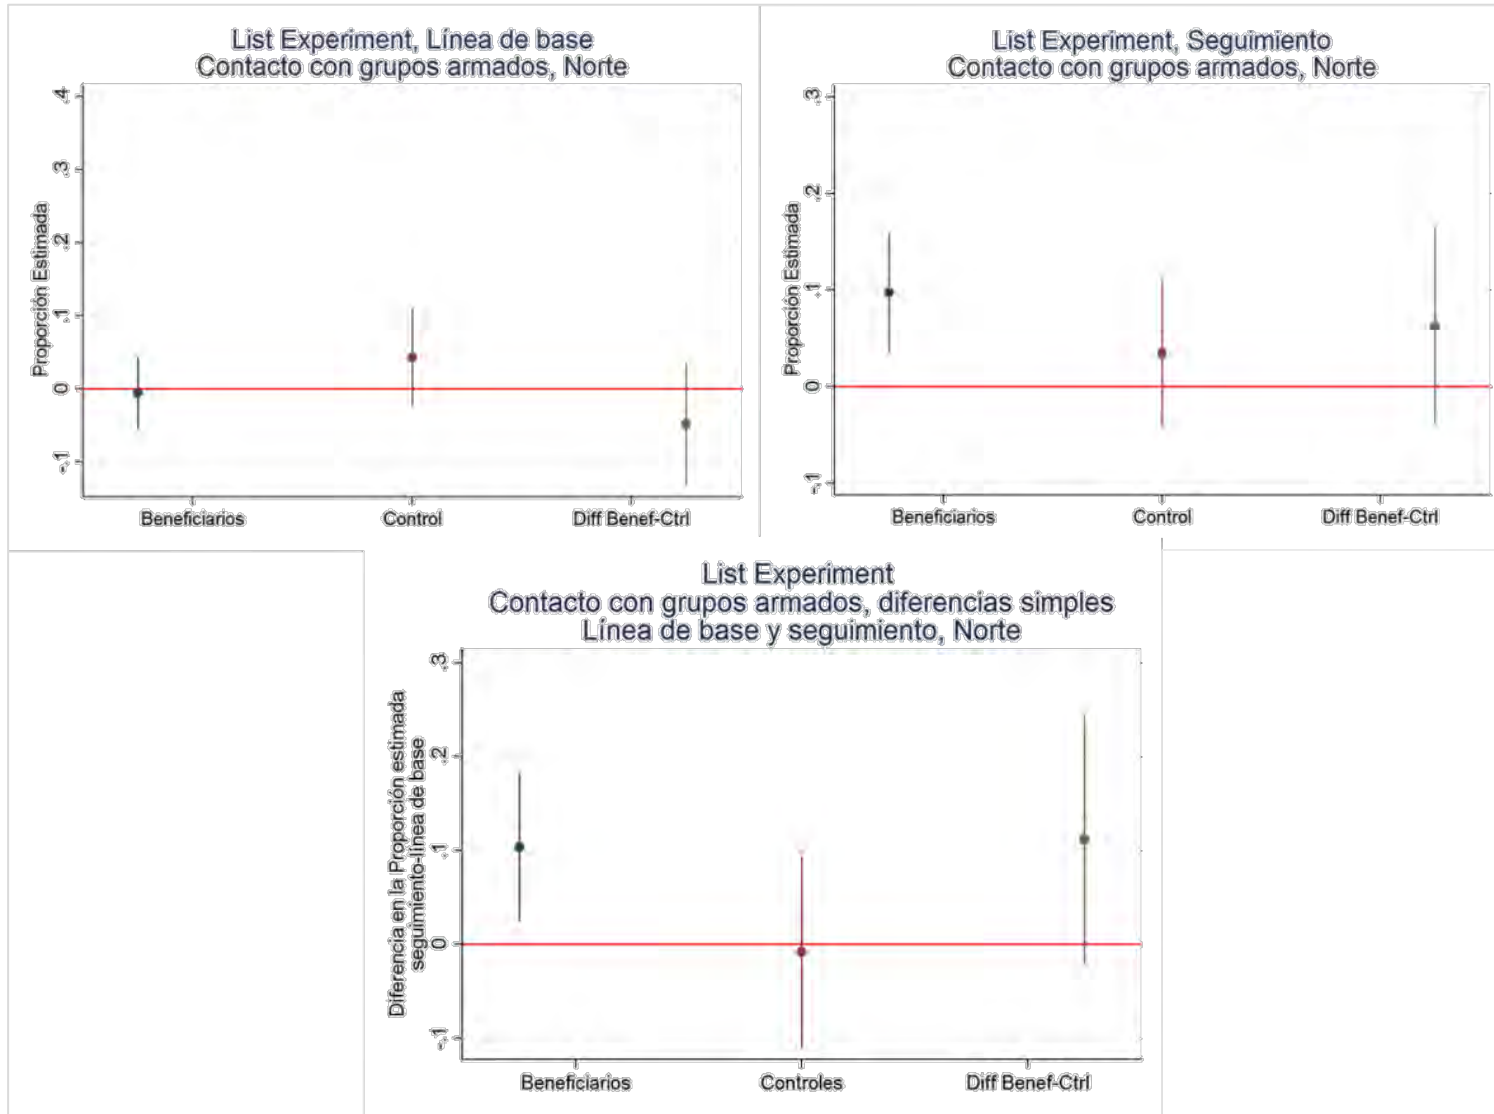 List Experiment, Línea de base
Contacto con grupos armados, Norte
Proporción Estimada
.4
.3
.2
.1
0
-.1
Beneficiarios
Control
Diff Benef-Ctrl
List Experiment, Seguimiento
Contacto con grupos armados, Norte
Proporción Estimada
.3
.2
.1
0
-.1
Beneficiarios
Control
Diff Benef-Ctrl
List Experiment
Contacto con grupos armados, diferencias simples
Línea de base y seguimiento, Norte
Diferencia en la Proporción estimada
seguimiento-línea de base
.3
.2
.1
0
-.1
Beneficiarios
Controles
Diff Benef-Ctrl